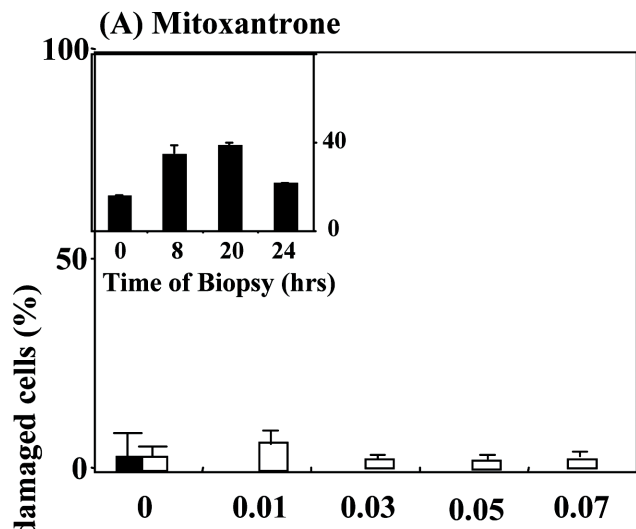 (A) Mitoxantrone
100
40
0
0 8 20 24
50
Time of Biopsy (hrs)
damaged cells (%)
0
0 0.01 0.03 0.05 0.07